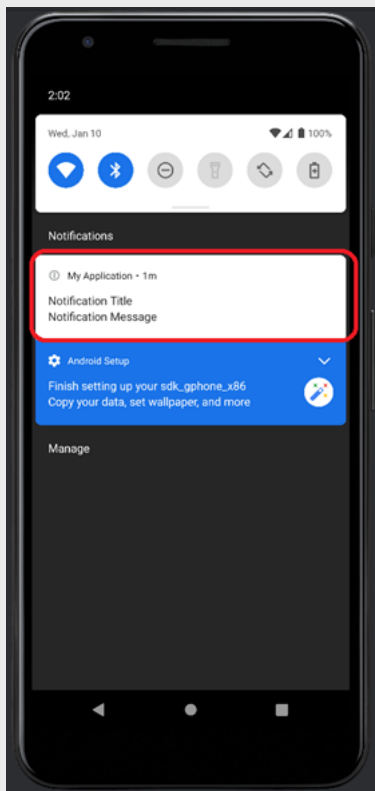 2:02
Wed, Jan 10
100%
Notifications
My Application • 1m
Notification Title
Notification Message
Android Setup
Finish setting up your sdk_gphone_x86
Copy your data, set wallpaper, and more
Manage